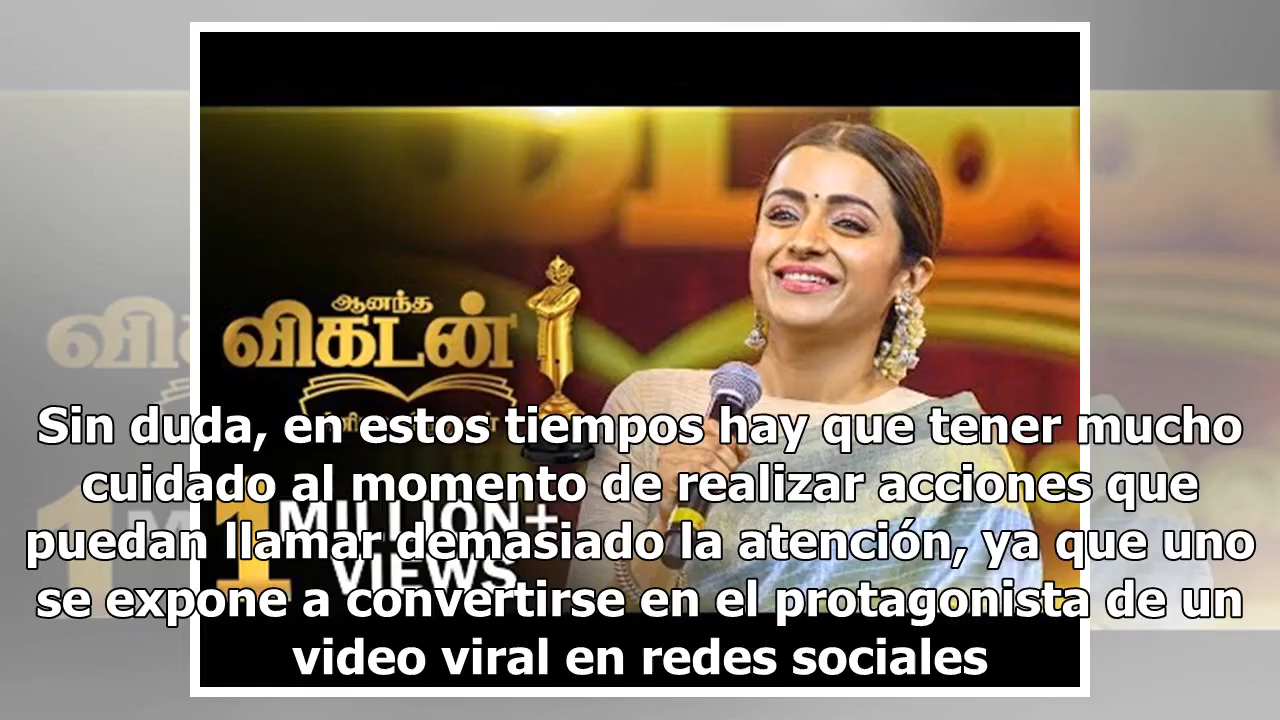 ஆனந்த
விகடன்
Sin duda, en estos tiempos hay que tener mucho
cuidado al momento de realizar acciones que
puedan llamar demasiado la atención, ya que uno
se expone a convertirse en el protagonista de un
video viral en redes sociales
1 MILLION+
VIEWS